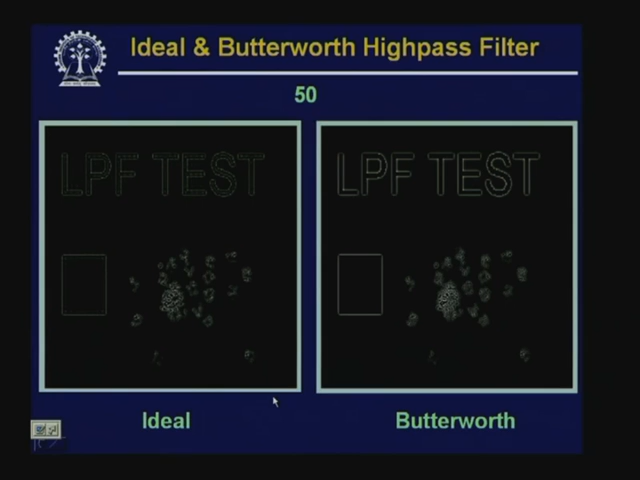 Ideal & Butterworth Highpass Filter
50
LPF TEST
LPF TEST
Ideal
Butterworth